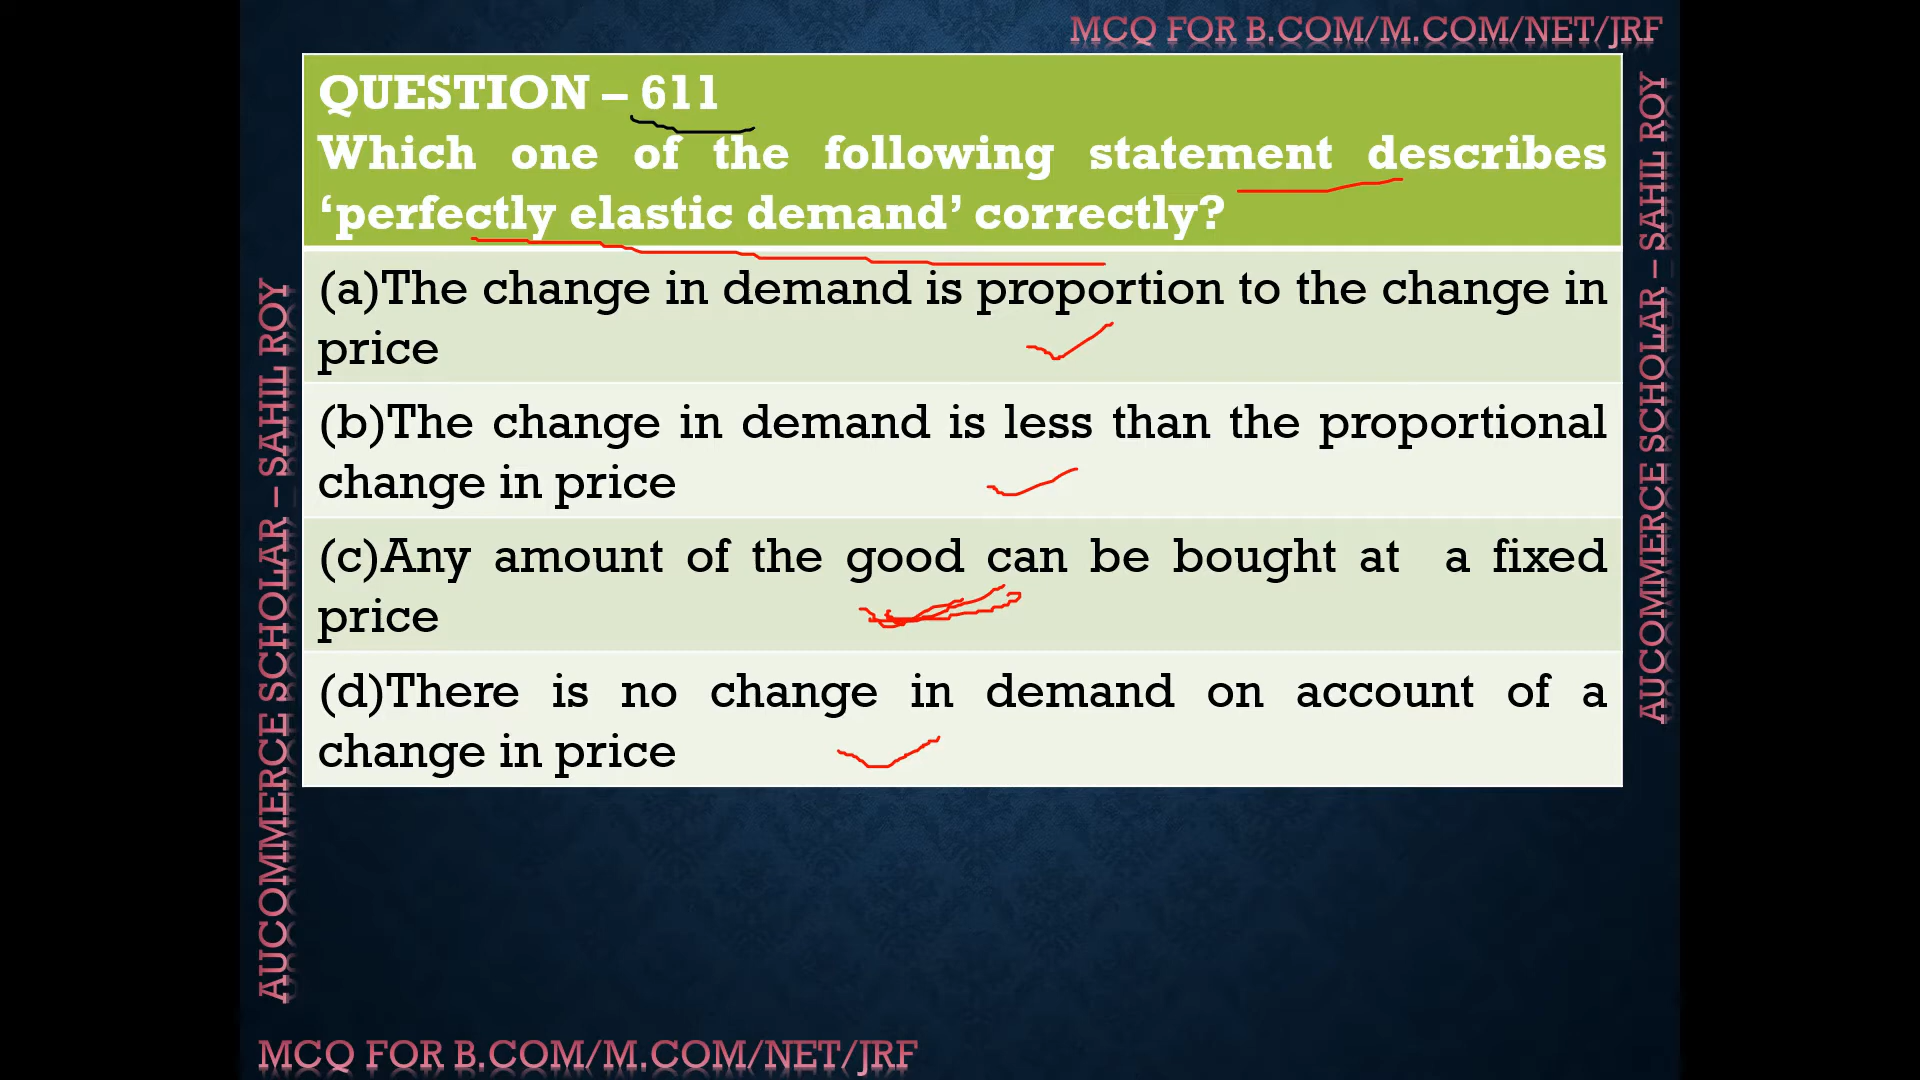 MCQ FOR B.COM/M.COM/NET/JRF
QUESTION – 611
Which one of the following statement describes
‘perfectly elastic demand’ correctly?
(a)The change in demand is proportion to the change in
price
(b)The change in demand is less than the proportional
change in price
(c)Any amount of the good can be bought at a fixed
price
(d)There is no change in demand on account of a
change in price
AUCOMMERCE SCHOLAR – SAHIL ROY
AUCOMMERCE SCHOLAR – SAHIL ROY
MCQ FOR B.COM/M.COM/NET/JRF